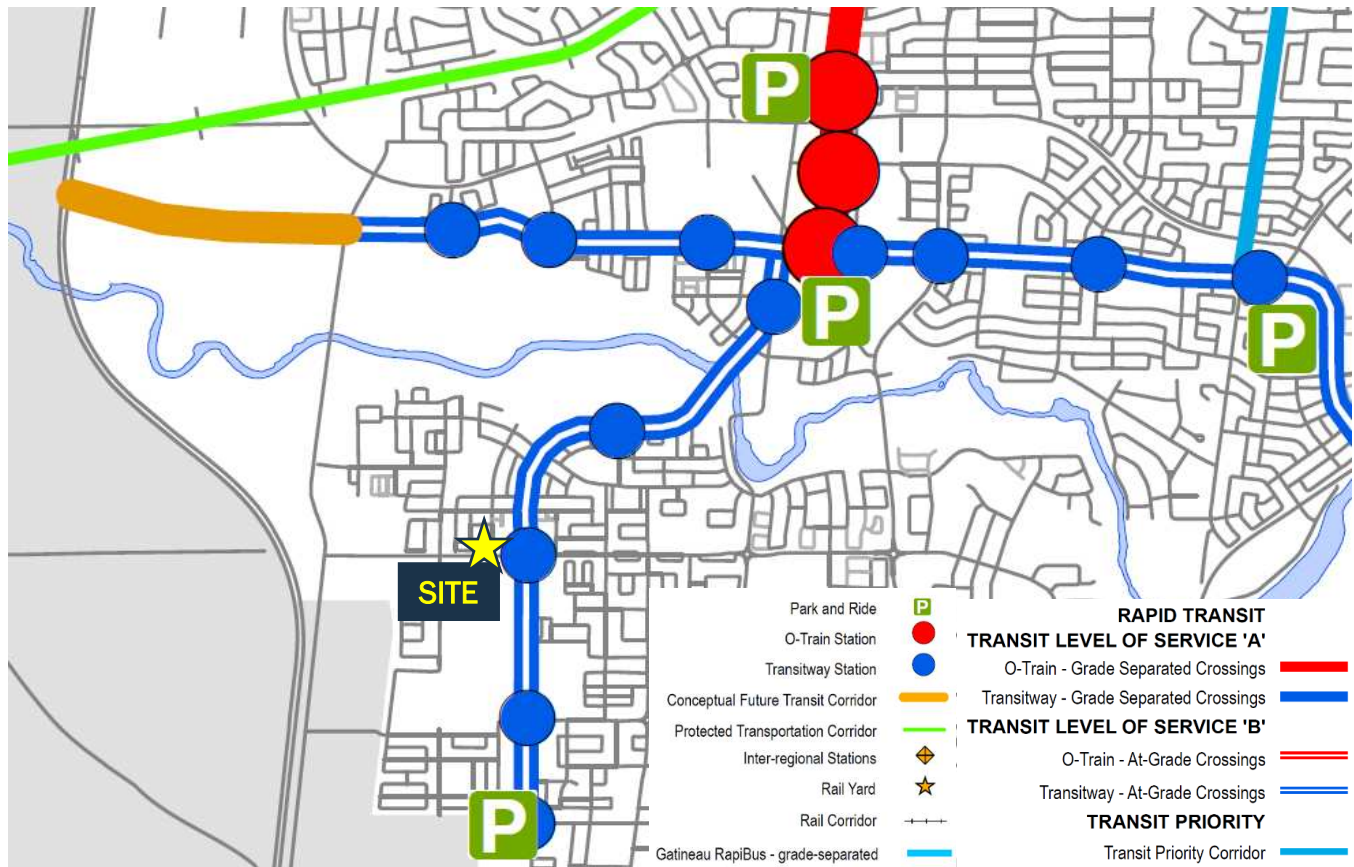 P
P
P
SITE
P
Park and Ride P
O-Train Station
Transitway Station
Conceptual Future Transit Corridor
Protected Transportation Corridor
Inter-regional Stations
Rail Yard
Rail Corridor
Gatineau RapiBus - grade-separated
RAPID TRANSIT
TRANSIT LEVEL OF SERVICE 'A'
O-Train - Grade Separated Crossings
Transitway - Grade Separated Crossings
TRANSIT LEVEL OF SERVICE 'B'
O-Train - At-Grade Crossings
Transitway - At-Grade Crossings
TRANSIT PRIORITY
Transit Priority Corridor